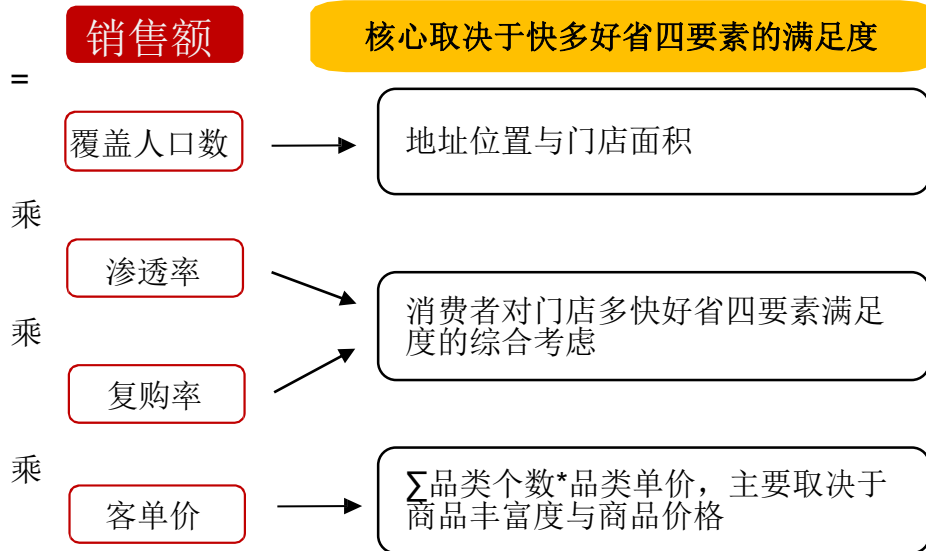 销售额
核心取决于快多好省四要素的满足度
=
覆盖人口数
地址位置与门店面积
乘
渗透率
消费者对门店多快好省四要素满足
度的综合考虑
乘
复购率
乘
∑品类个数*品类单价，主要取决于
商品丰富度与商品价格
客单价